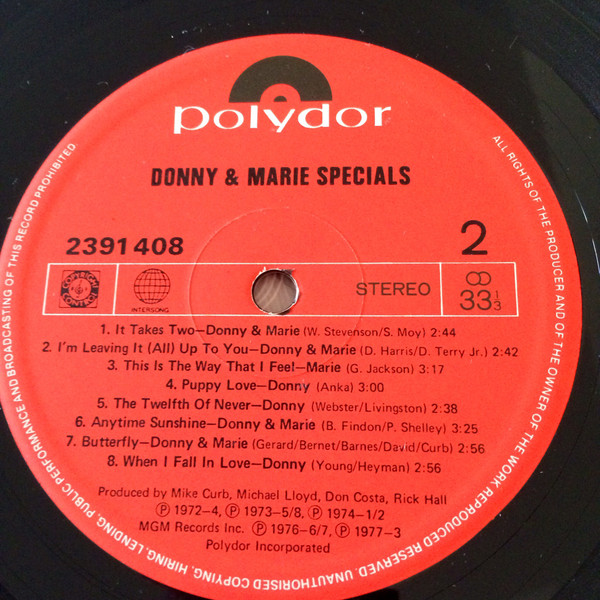 polydor
DONNY & MARIE SPECIALS
2391 408
2
COPYRIGHT CONTROL
INTERSONG
STEREO
33 1/3
1. It Takes Two—Donny & Marie (W. Stevenson/S. Moy) 2:44
2. I'm Leaving It (All) Up To You—Donny & Marie (D. Harris/D. Terry Jr.) 2:42
3. This Is The Way That I Feel—Marie (G. Jackson) 3:17
4. Puppy Love—Donny (Anka) 3:00
5. The Twelfth Of Never—Donny (Webster/Livingston) 2:38
6. Anytime Sunshine—Donny & Marie (B. Findon/P. Shelley) 3:25
7. Butterfly—Donny & Marie (Gerard/Bernet/Barnes/David/Curb) 2:56
8. When I Fall In Love—Donny (Young/Heyman) 2:56
Produced by Mike Curb, Michael Lloyd, Don Costa, Rick Hall
Ⓟ 1972–4, Ⓟ 1973–5/8, Ⓟ 1974–1/2
MGM Records Inc. Ⓟ 1976–6/7, Ⓟ 1977–3
Polydor Incorporated
ALL RIGHTS OF THE PRODUCER AND OF THE OWNER OF THE WORK REPRODUCED RESERVED. UNAUTHORISED COPYING, HIRING, LENDING, PUBLIC PERFORMANCE AND BROADCASTING OF THIS RECORD PROHIBITED.